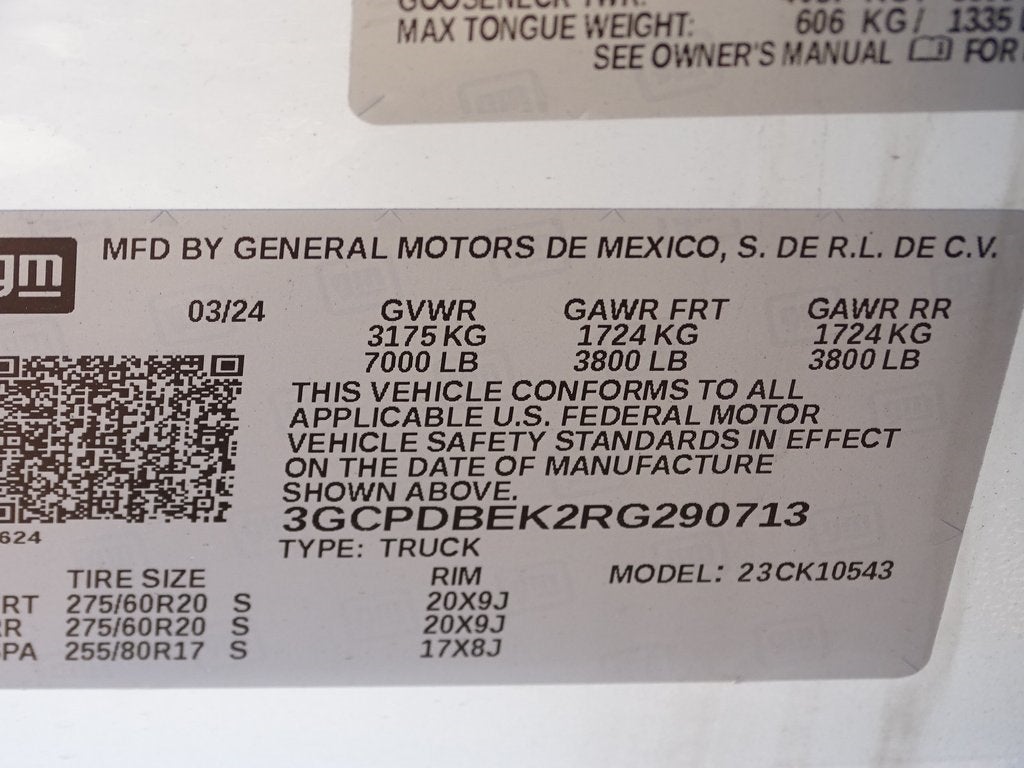 MAX TONGUE WEIGHT: 606 KG / 1335
SEE OWNER'S MANUAL FOR
gm
MFD BY GENERAL MOTORS DE MEXICO, S. DE R.L. DE C.V.
03/24 GVWR GAWR FRT GAWR RR
3175 KG 1724 KG 1724 KG
7000 LB 3800 LB 3800 LB
THIS VEHICLE CONFORMS TO ALL
APPLICABLE U.S. FEDERAL MOTOR
VEHICLE SAFETY STANDARDS IN EFFECT
ON THE DATE OF MANUFACTURE
SHOWN ABOVE.
3GCPDBEK2RG290713
624
TYPE: TRUCK
TIRE SIZE RIM MODEL: 23CK10543
RT 275/60R20 S 20X9J
RR 275/60R20 S 20X9J
SPA 255/80R17 S 17X8J